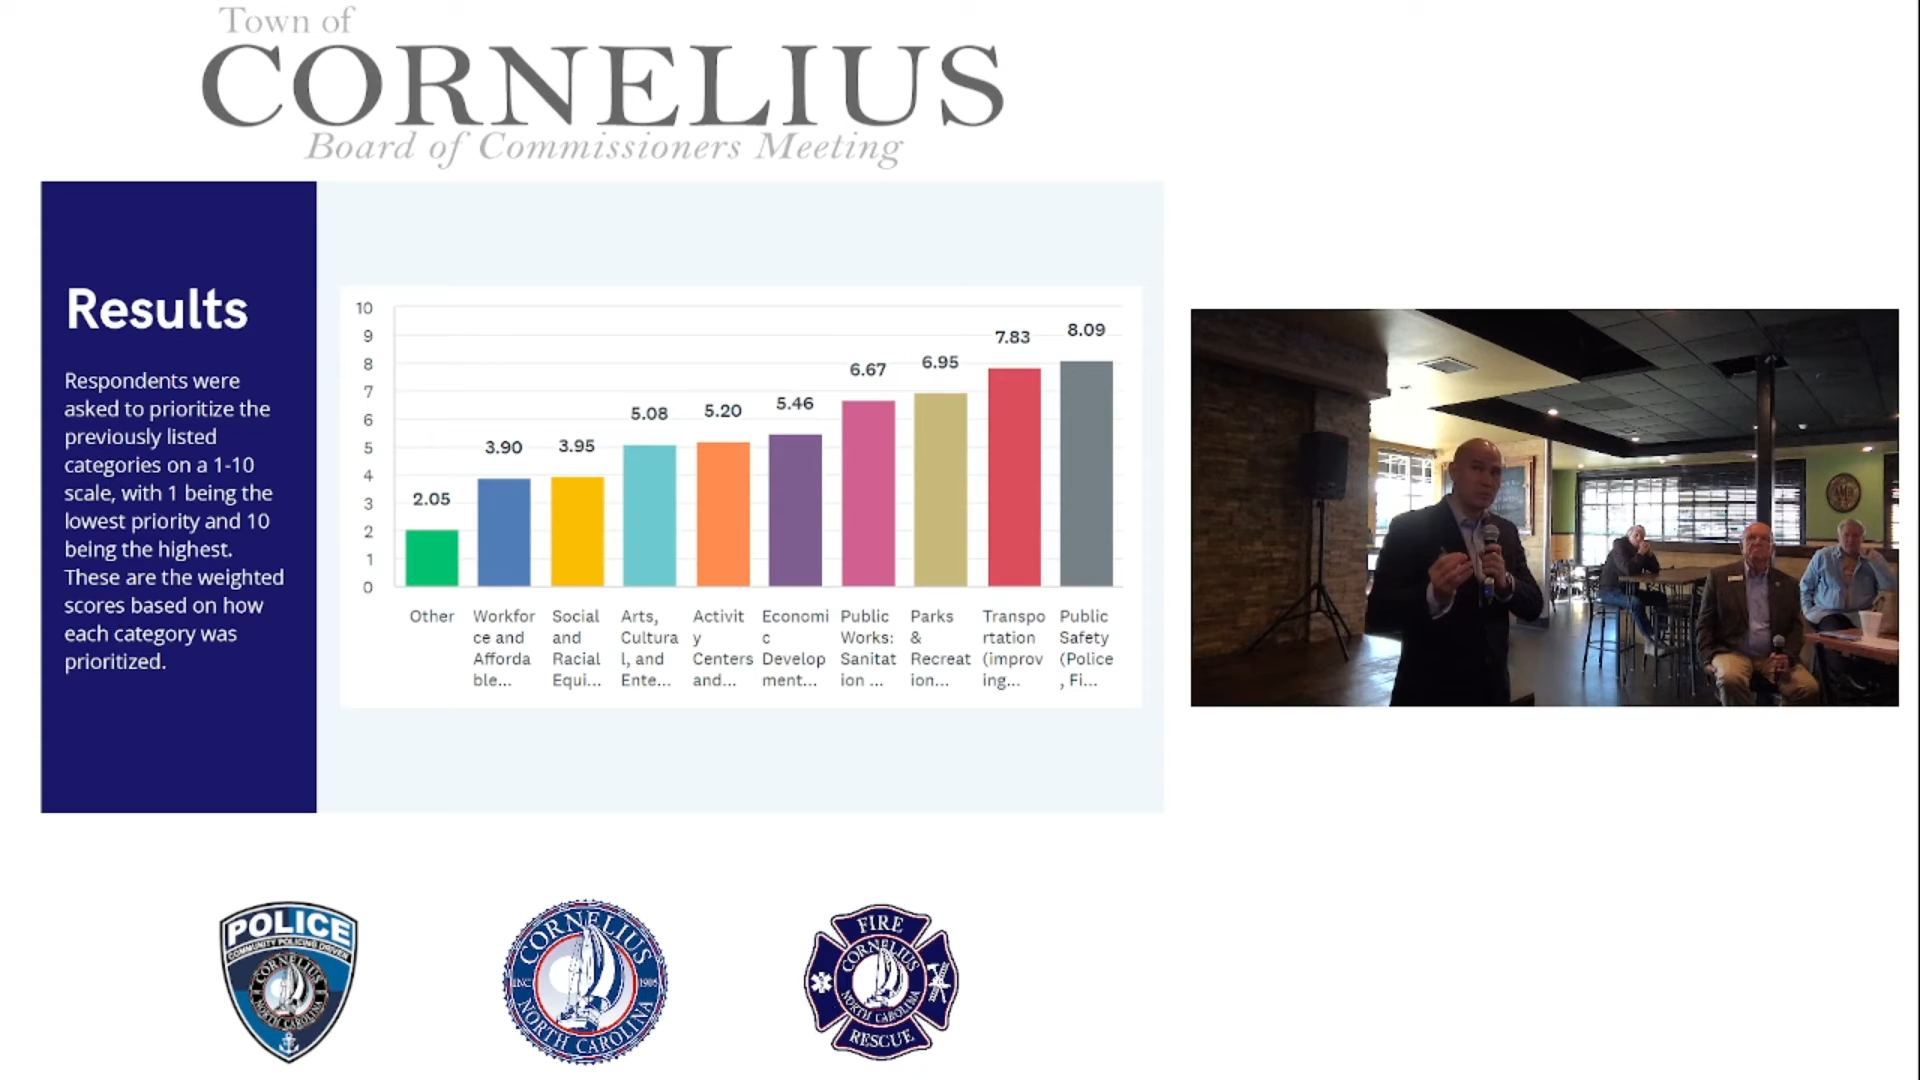 Town of
CORNELIUS
Board of Commissioners Meeting
Results
Respondents were
asked to prioritize the
previously listed
categories on a 1-10
scale, with 1 being the
lowest priority and 10
being the highest.
These are the weighted
scores based on how
each category was
prioritized.
10
9
8
7
6
5
4
3
2
1
0
2.05
3.90
3.95
5.08
5.20
5.46
6.67
6.95
7.83
8.09
Other
Workfor
ce and
Afforda
ble...
Social
and
Racial
Equi...
Arts,
Cultura
l, and
Ente...
Activit
y
Centers
and...
Economi
c
Develop
ment...
Public
Works:
Sanitat
ion ...
Parks
&
Recreat
ion...
Transpo
rtation
(improv
ing...
Public
Safety
(Police
, Fi...
POLICE
COMMUNITY POLICING DRIVEN
CORNELIUS
NORTH CAROLINA
CORNELIUS
INC
1905
NORTH CAROLINA
FIRE
CORNELIUS
NORTH CAROLINA
RESCUE